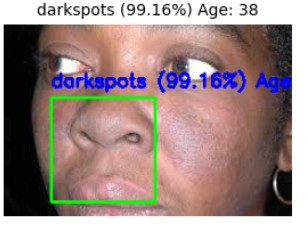 darkspots (99.16%) Age: 38
darkspots (99.16%) Age